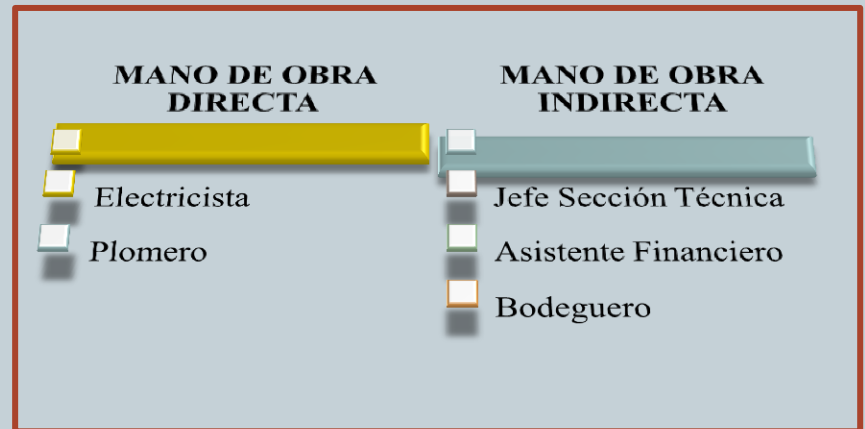 MANO DE OBRA
DIRECTA
Electricista
Plomero
MANO DE OBRA
INDIRECTA
Jefe Sección Técnica
Asistente Financiero
Bodeguero